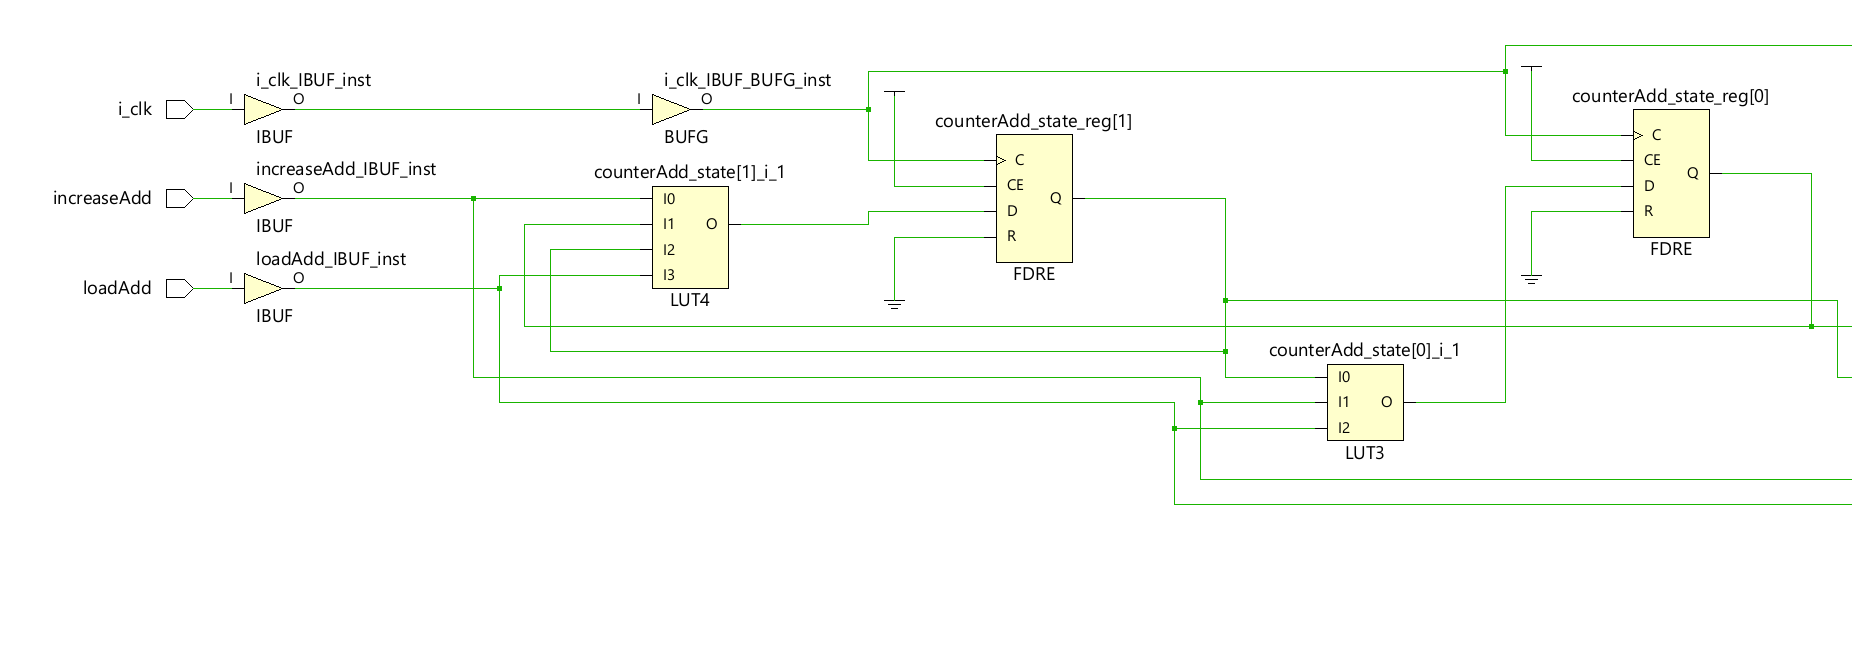 i_clk_IBUF_inst
i_clk
I
O
IBUF
i_clk_IBUF_BUFG_inst
I
O
BUFG
increaseAdd_IBUF_inst
increaseAdd
I
O
IBUF
loadAdd_IBUF_inst
loadAdd
I
O
IBUF
counterAdd_state[1]_i_1
I0
I1
I2
I3
O
LUT4
counterAdd_state_reg[1]
C
CE
D
R
Q
FDRE
counterAdd_state[0]_i_1
I0
I1
I2
O
LUT3
counterAdd_state_reg[0]
C
CE
D
R
Q
FDRE